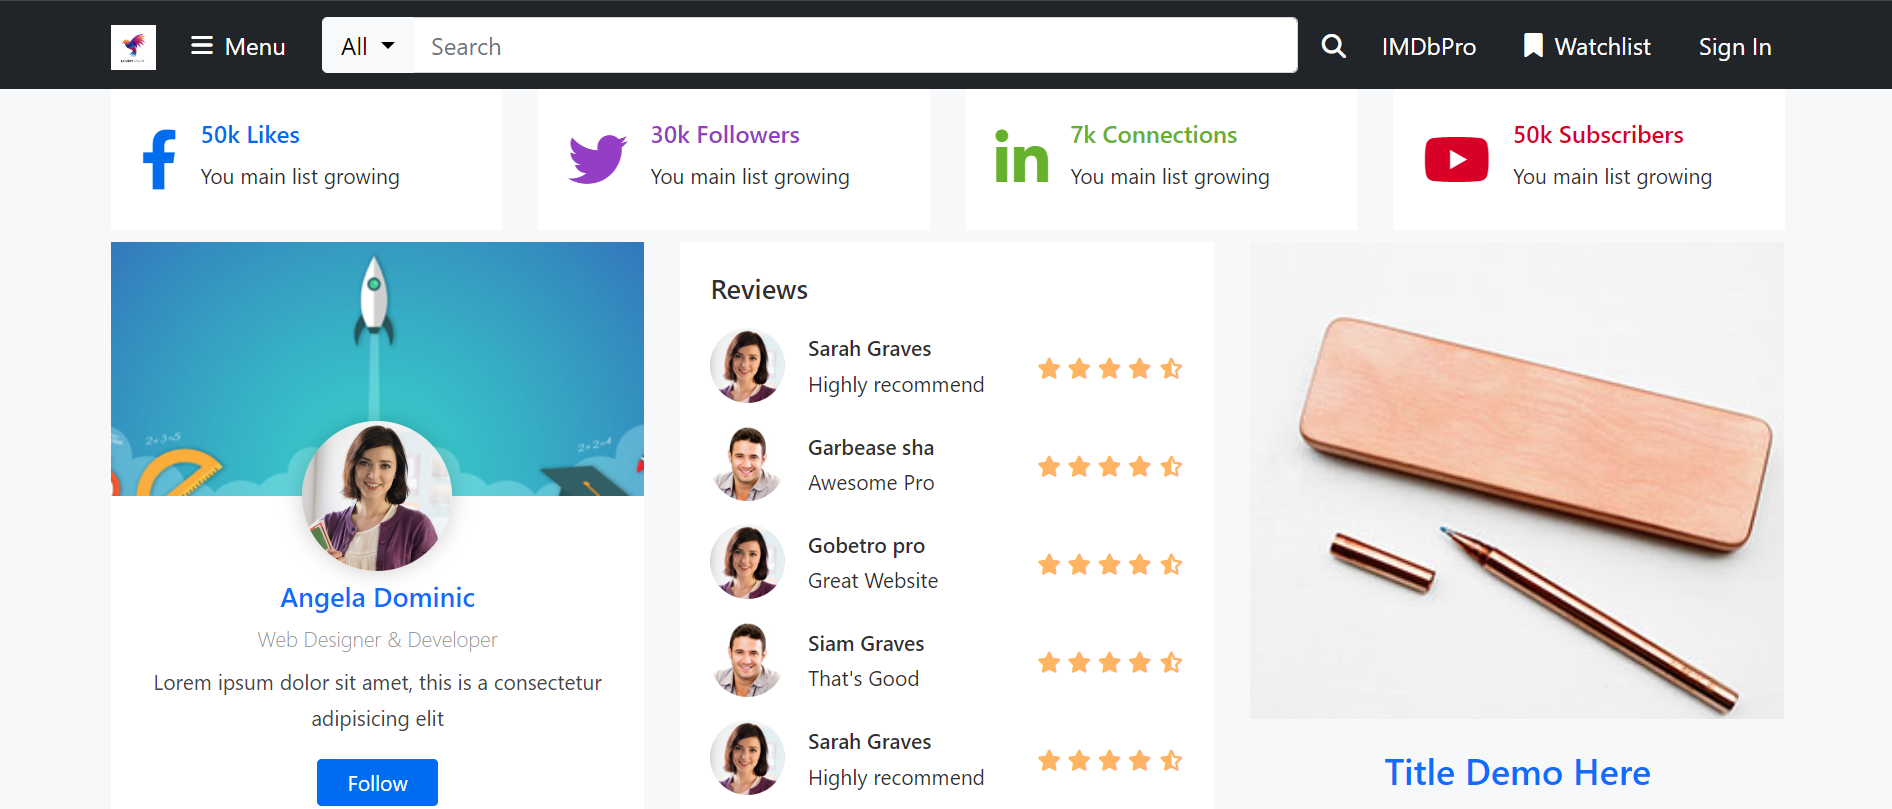 Menu
All
Search
IMDbPro
Watchlist
Sign In
50k Likes
You main list growing
30k Followers
You main list growing
7k Connections
You main list growing
50k Subscribers
You main list growing
2+3=5
2+2=4
Angela Dominic
Web Designer & Developer
Lorem ipsum dolor sit amet, this is a consectetur
adipisicing elit
Follow
Reviews
Sarah Graves
Highly recommend
Garbease sha
Awesome Pro
Gobetro pro
Great Website
Siam Graves
That's Good
Sarah Graves
Highly recommend
Title Demo Here